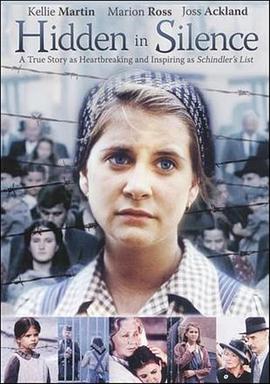 Kellie Martin Marion Ross Joss Ackland
Hidden in Silence
A True Story as Heartbreaking and Inspiring as Schindler's List